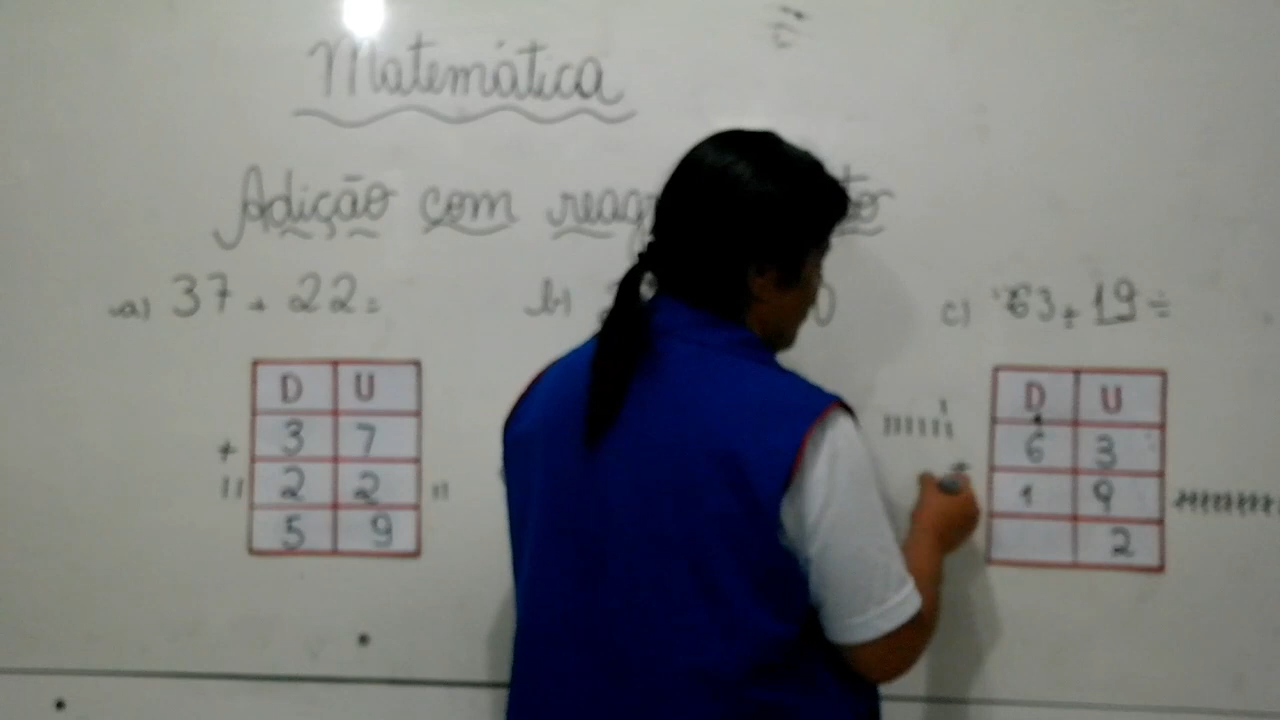 Matemática
Adição com
a) 37 + 22 =
b)
c) 63 + 19 =
D U
3 7
+
2 2
5 9
D U
6 3
+
1 9
2